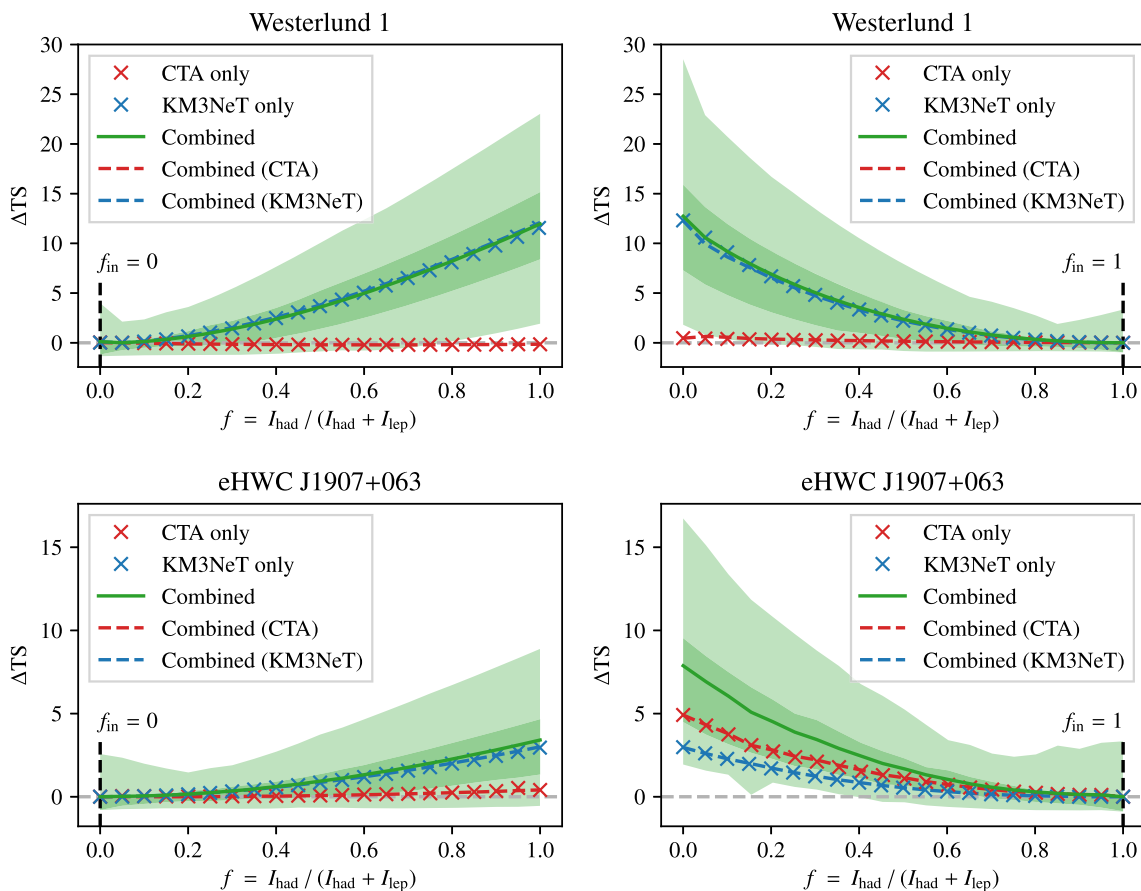 Westerlund 1
30
25
20
15
10
5
0
ΔTS
CTA only
KM3NeT only
Combined
Combined (CTA)
Combined (KM3NeT)
f_in = 0
0.0 0.2 0.4 0.6 0.8 1.0
f = I_had / (I_had + I_lep)
Westerlund 1
30
25
20
15
10
5
0
ΔTS
CTA only
KM3NeT only
Combined
Combined (CTA)
Combined (KM3NeT)
f_in = 1
0.0 0.2 0.4 0.6 0.8 1.0
f = I_had / (I_had + I_lep)
eHWC J1907+063
15
10
5
0
ΔTS
CTA only
KM3NeT only
Combined
Combined (CTA)
Combined (KM3NeT)
f_in = 0
0.0 0.2 0.4 0.6 0.8 1.0
f = I_had / (I_had + I_lep)
eHWC J1907+063
15
10
5
0
ΔTS
CTA only
KM3NeT only
Combined
Combined (CTA)
Combined (KM3NeT)
f_in = 1
0.0 0.2 0.4 0.6 0.8 1.0
f = I_had / (I_had + I_lep)